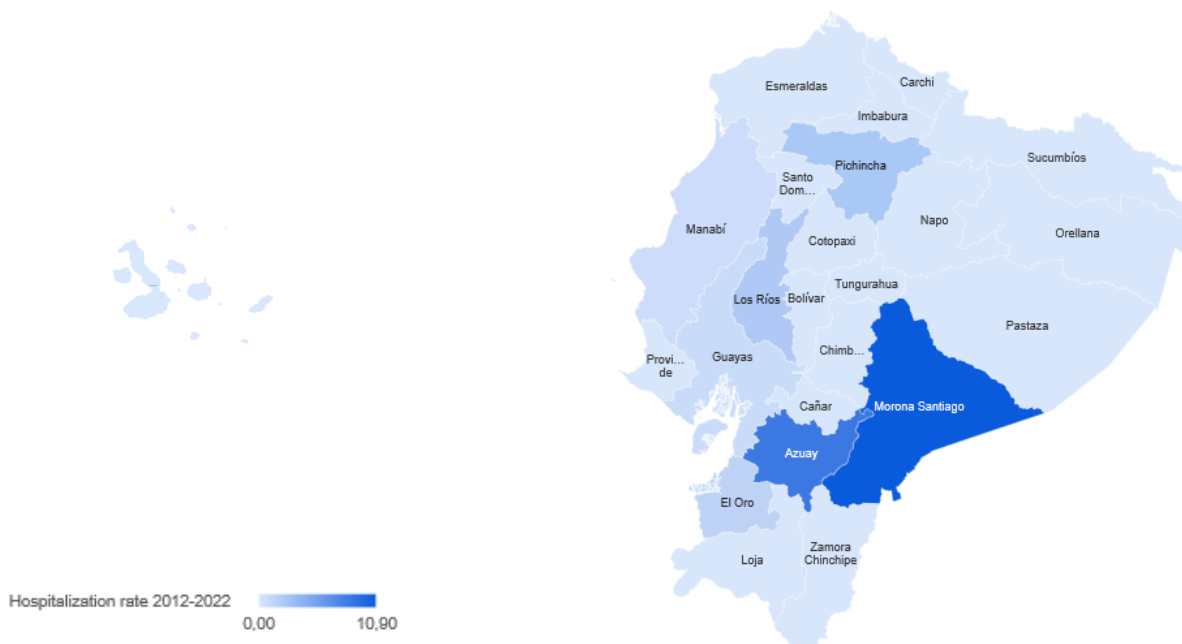 Carchi
Esmeraldas
Imbabura
Sucumbíos
Pichincha
Santo
Dom...
Napo
Manabí
Orellana
Cotopaxi
...
Tungurahua
Los Ríos
Bolívar
Pastaza
Chimb...
Provi...
de
Guayas
Cañar
Morona Santiago
Azuay
El Oro
Zamora
Chinchipe
Loja
Hospitalization rate 2012-2022
0,00 10,90